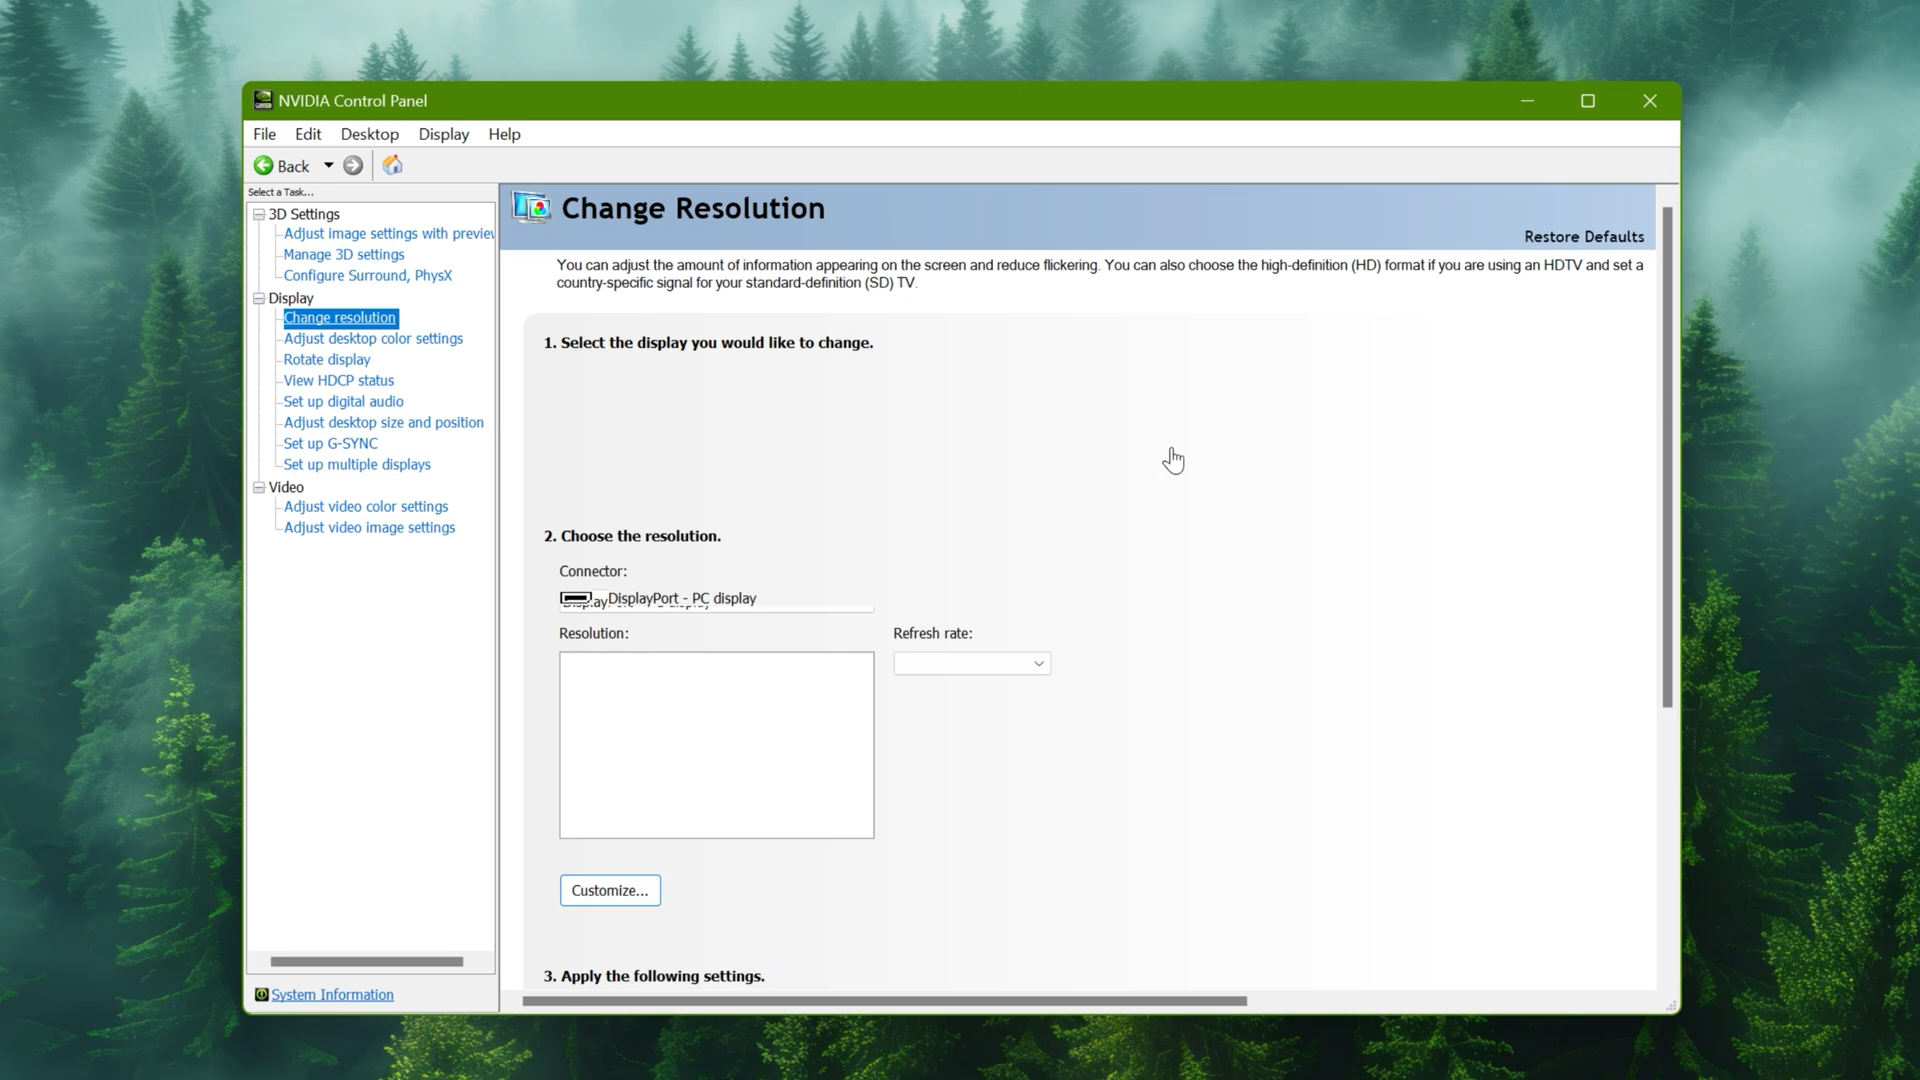 NVIDIA Control Panel
File Edit Desktop Display Help
Back
Select a Task...
3D Settings
Adjust image settings with preview
Manage 3D settings
Configure Surround, PhysX
Display
Change resolution
Adjust desktop color settings
Rotate display
View HDCP status
Set up digital audio
Adjust desktop size and position
Set up G-SYNC
Set up multiple displays
Video
Adjust video color settings
Adjust video image settings
System Information
Change Resolution
Restore Defaults
You can adjust the amount of information appearing on the screen and reduce flickering. You can also choose the high-definition (HD) format if you are using an HDTV and set a
country-specific signal for your standard-definition (SD) TV.
1. Select the display you would like to change.
2. Choose the resolution.
Connector:
DisplayPort - PC display
Resolution:
Refresh rate:
Customize...
3. Apply the following settings.